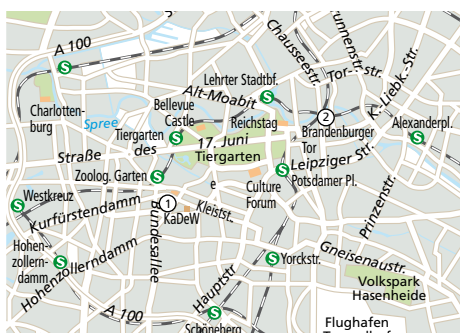 A 100
S
Chausseestr.
Brunnenstr.
Tor- str.
K.-Liebk.-Str.
Lehrter Stadtbf.
S
Alt-Moabit
Charlotten-
burg
Bellevue
Castle
Spree
Reichstag
2
Tiergarten
S
Brandenburger
Tor
Alexanderpl.
S
Straße
des
17. Juni
Tiergarten
Leipziger Str.
Zoolog. Garten
S
S
Potsdamer Pl.
Westkreuz
S
e
Culture
Forum
Kurfürstendamm
1
KaDeW
Kleistst.
Prinzenstr.
Bundesallee
Hohen-
zollern-
damm
S
Hohenzollerndamm
S
Yorckstr.
Gneisenaustr.
Hauptstr
Volkspark
Hasenheide
A 100
S
Schöneberg
Flughafen